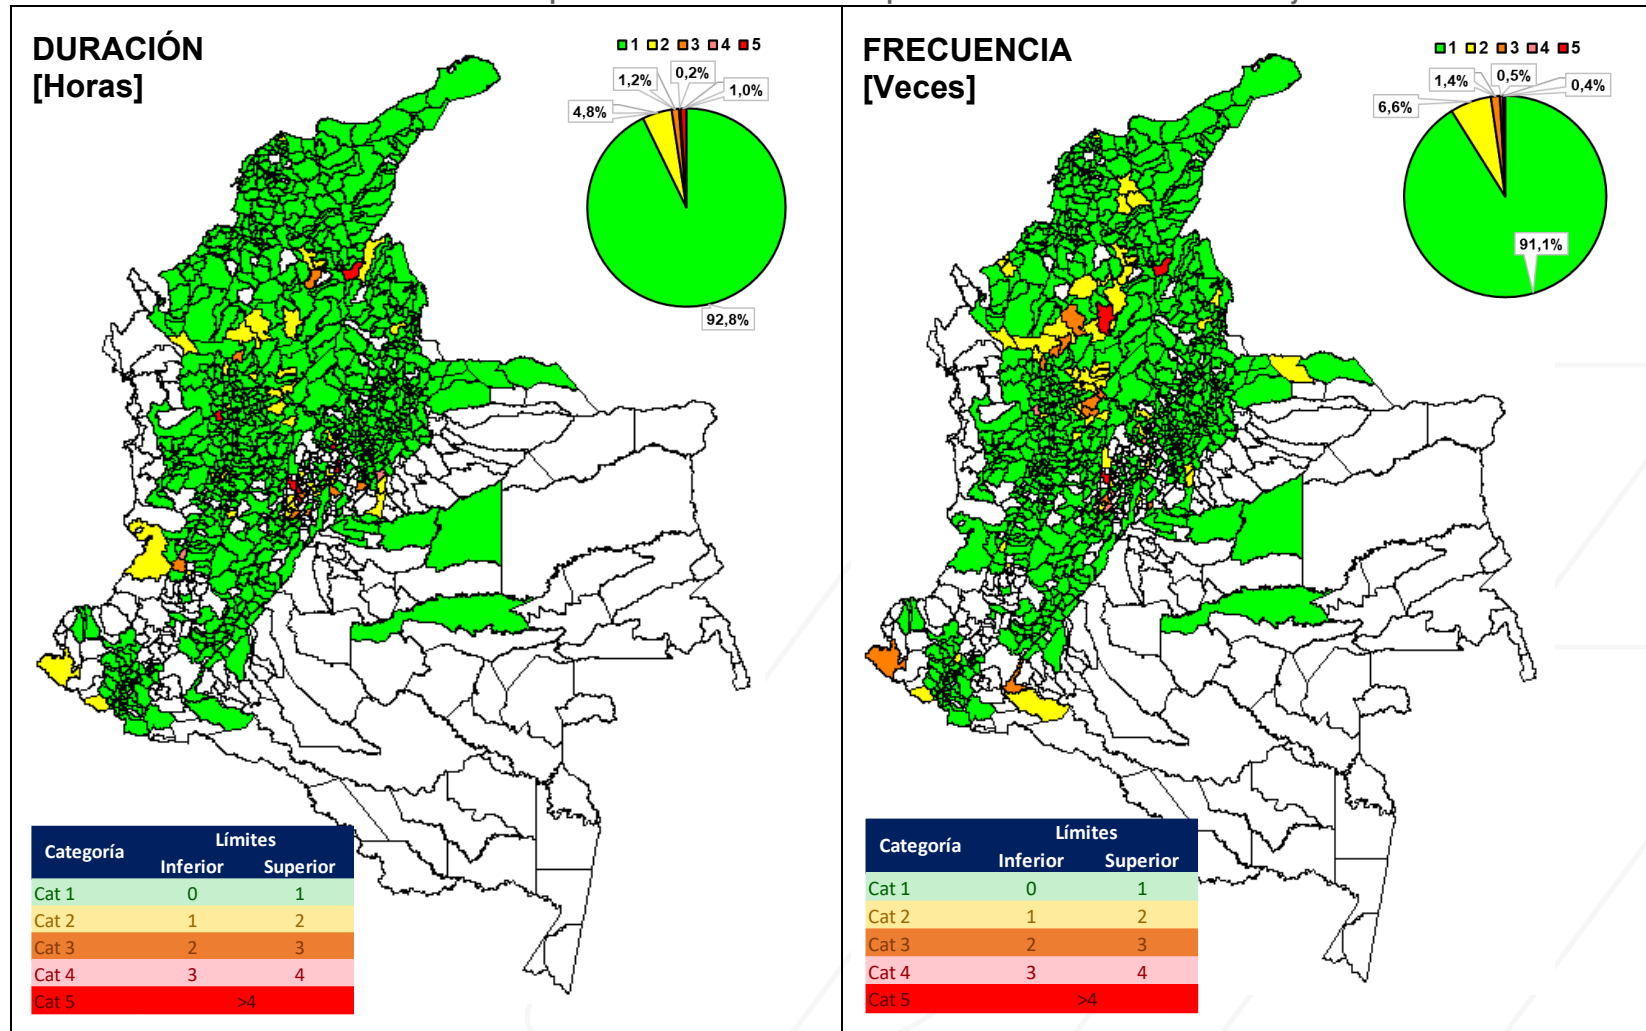 DURACIÓN
[Horas]
1 2 3 4 5
1,2%
0,2%
1,0%
4,8%
92,8%
Categoría
Límites
Inferior Superior
Cat 1 0 1
Cat 2 1 2
Cat 3 2 3
Cat 4 3 4
Cat 5 >4
FRECUENCIA
[Veces]
1 2 3 4 5
1,4%
0,5%
0,4%
6,6%
91,1%
Categoría
Límites
Inferior Superior
Cat 1 0 1
Cat 2 1 2
Cat 3 2 3
Cat 4 3 4
Cat 5 >4